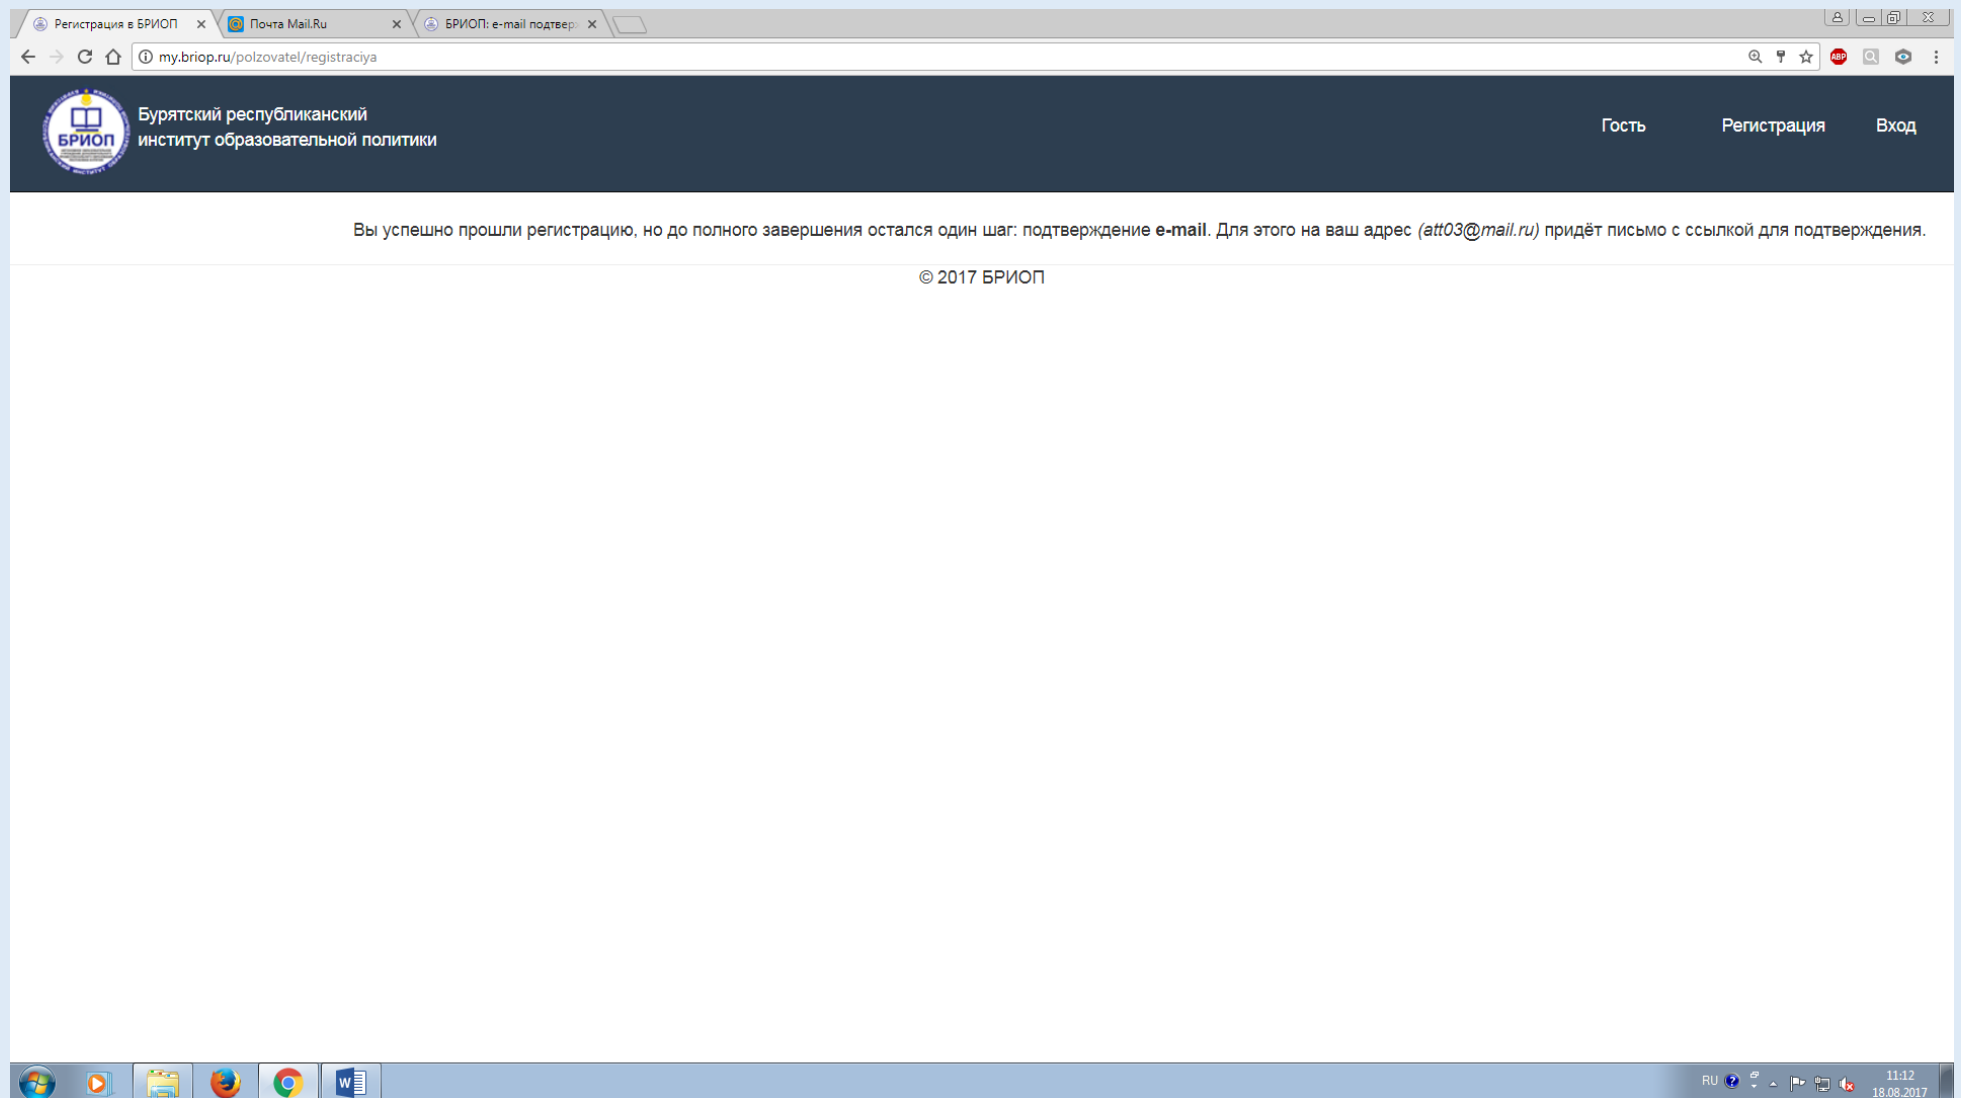 Регистрация в БРИОП
Почта Mail.Ru
БРИОП: e-mail подтверж
my.briop.ru/polzovatel/registraciya
ABP
БРИОП
Бурятский республиканский
институт образовательной политики
Гость
Регистрация
Вход
Вы успешно прошли регистрацию, но до полного завершения остался один шаг: подтверждение e-mail. Для этого на ваш адрес (att03@mail.ru) придёт письмо с ссылкой для подтверждения.
© 2017 БРИОП
RU
11:12
18.08.2017